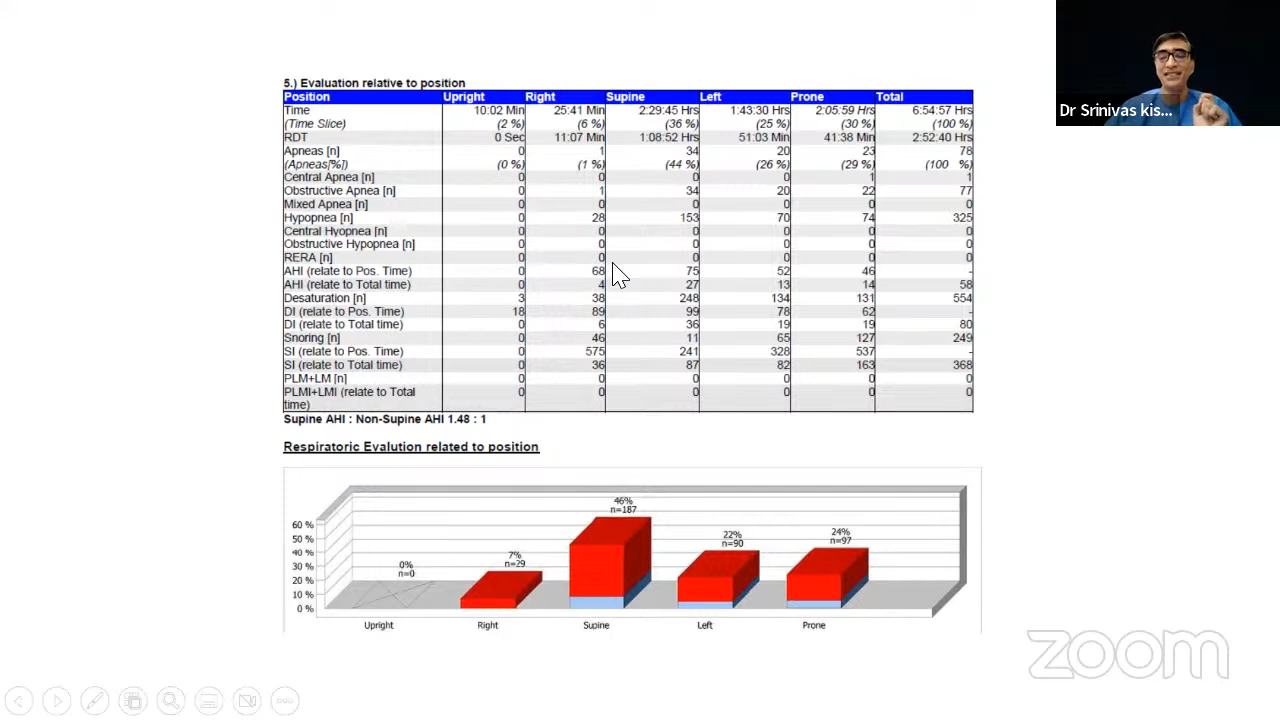 Dr Srinivas kis...
5.) Evaluation relative to position
Position Upright Right Supine Left Prone Total
Time 10:02 Min 25:41 Min 2:29:45 Hrs 1:43:30 Hrs 2:05:59 Hrs 6:54:57 Hrs
(Time Slice) (2 %) (6 %) (36 %) (25 %) (30 %) (100 %)
RDT 0 Sec 11:07 Min 1:08:52 Hrs 51:03 Min 41:38 Min 2:52:40 Hrs
Apneas [n] 0 1 34 20 23 78
(Apneas[%]) (0 %) (1 %) (44 %) (26 %) (29 %) (100 %)
Central Apnea [n] 0 0 0 0 1 1
Obstructive Apnea [n] 0 1 34 20 22 77
Mixed Apnea [n] 0 0 0 0 0 0
Hypopnea [n] 0 28 153 70 74 325
Central Hyopnea [n] 0 0 0 0 0 0
Obstructive Hypopnea [n] 0 0 0 0 0 0
RERA [n] 0 0 0 0 0 0
AHI (relate to Pos. Time) 0 68 75 52 46 -
AHI (relate to Total time) 0 4 27 13 14 58
Desaturation [n] 3 38 248 134 131 554
DI (relate to Pos. Time) 18 89 99 78 62 -
DI (relate to Total time) 0 6 36 19 19 80
Snoring [n] 0 46 11 65 127 249
SI (relate to Pos. Time) 0 575 241 328 537 -
SI (relate to Total time) 0 36 87 82 163 368
PLM+LM [n] 0 0 0 0 0 0
PLMI+LMI (relate to Total 0 0 0 0 0 0
time)
Supine AHI : Non-Supine AHI 1.48 : 1
Respiratoric Evalution related to position
60 %
50 %
40 %
30 %
20 %
10 %
0 %
0%
n=0
7%
n=29
46%
n=187
22%
n=90
24%
n=97
Upright Right Supine Left Prone
zoom